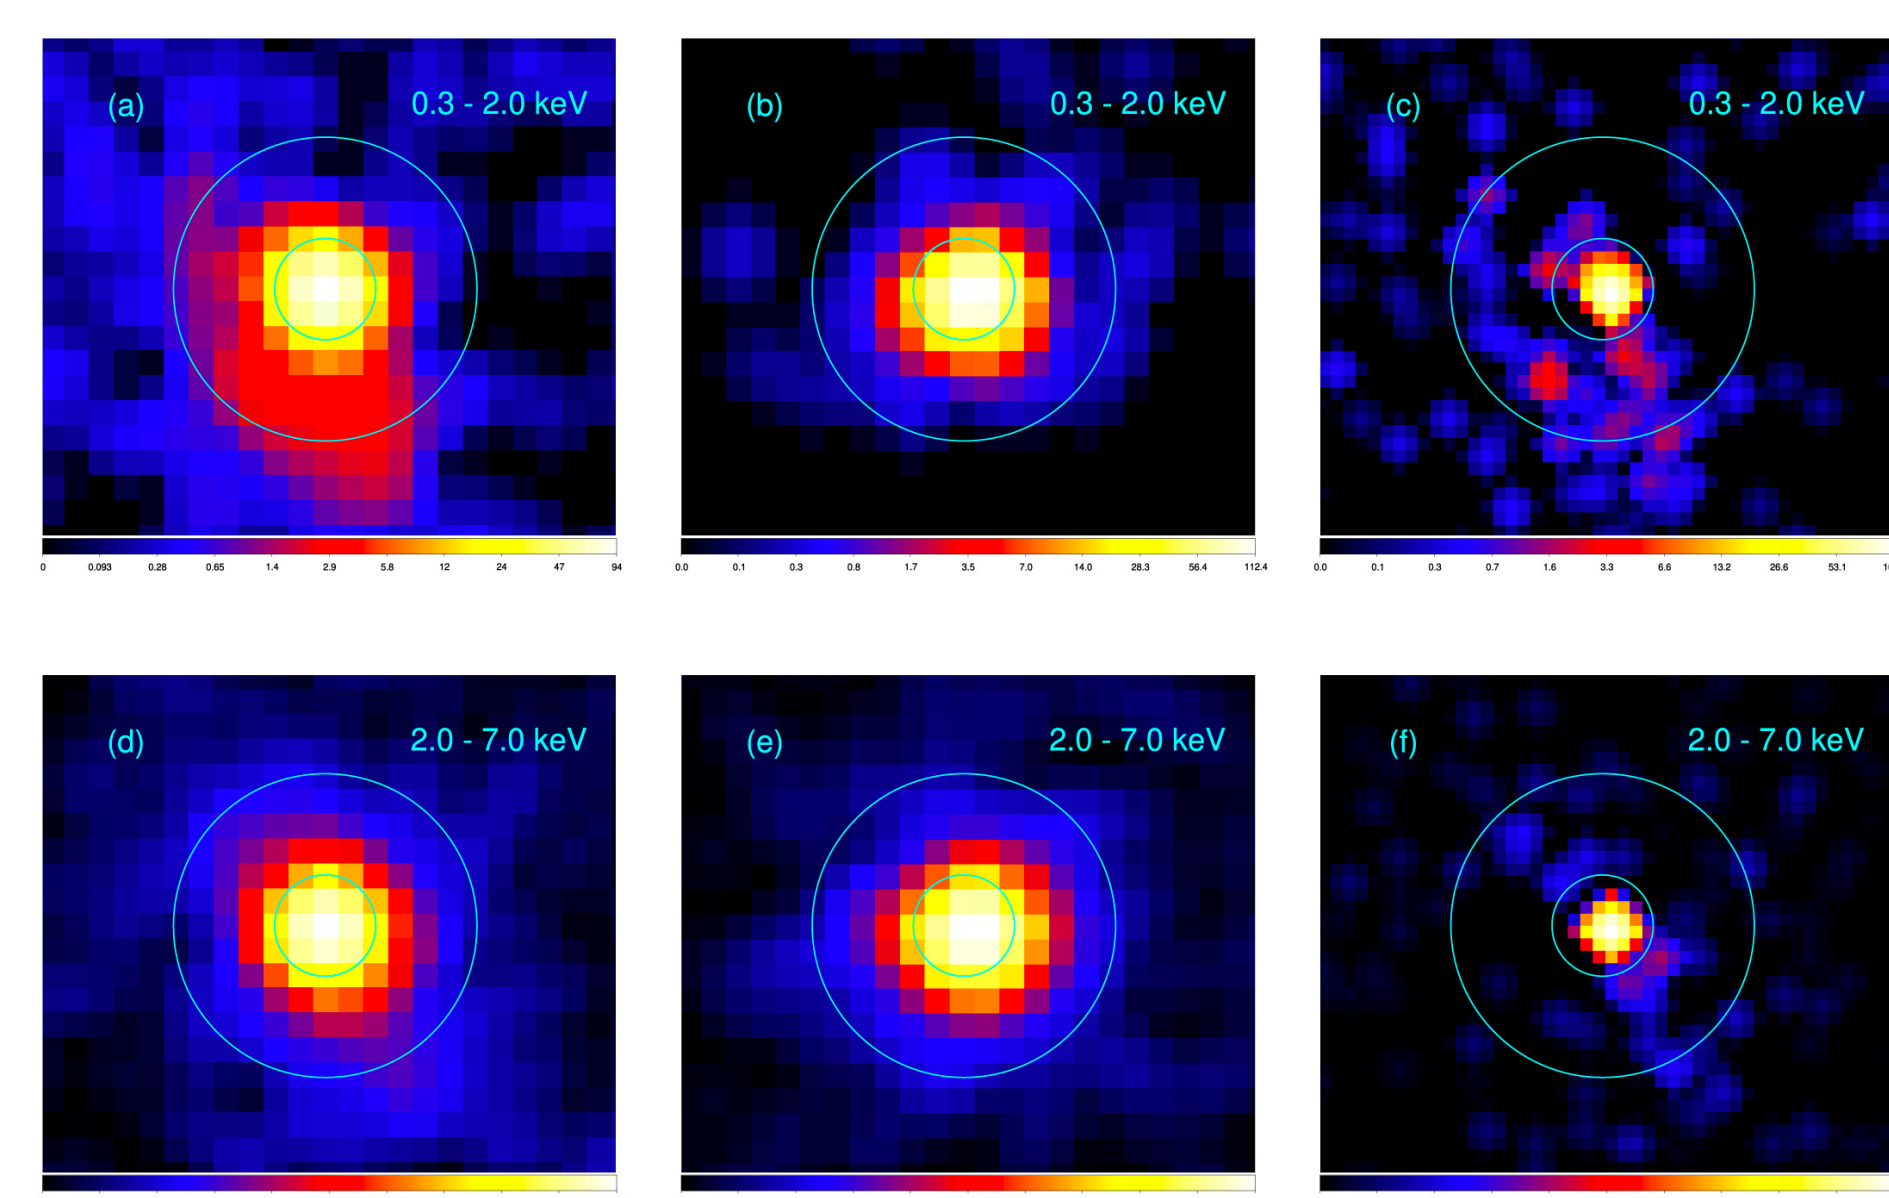 (a) 0.3 - 2.0 keV
(b) 0.3 - 2.0 keV
(c) 0.3 - 2.0 keV
0 0.093 0.28 0.65 1.4 2.9 5.8 12 24 47 94
0.0 0.1 0.3 0.8 1.7 3.5 7.0 14.0 28.3 56.4 112.4
0.0 0.1 0.3 0.7 1.6 3.3 6.6 13.2 26.6 53.1
(d) 2.0 - 7.0 keV
(e) 2.0 - 7.0 keV
(f) 2.0 - 7.0 keV